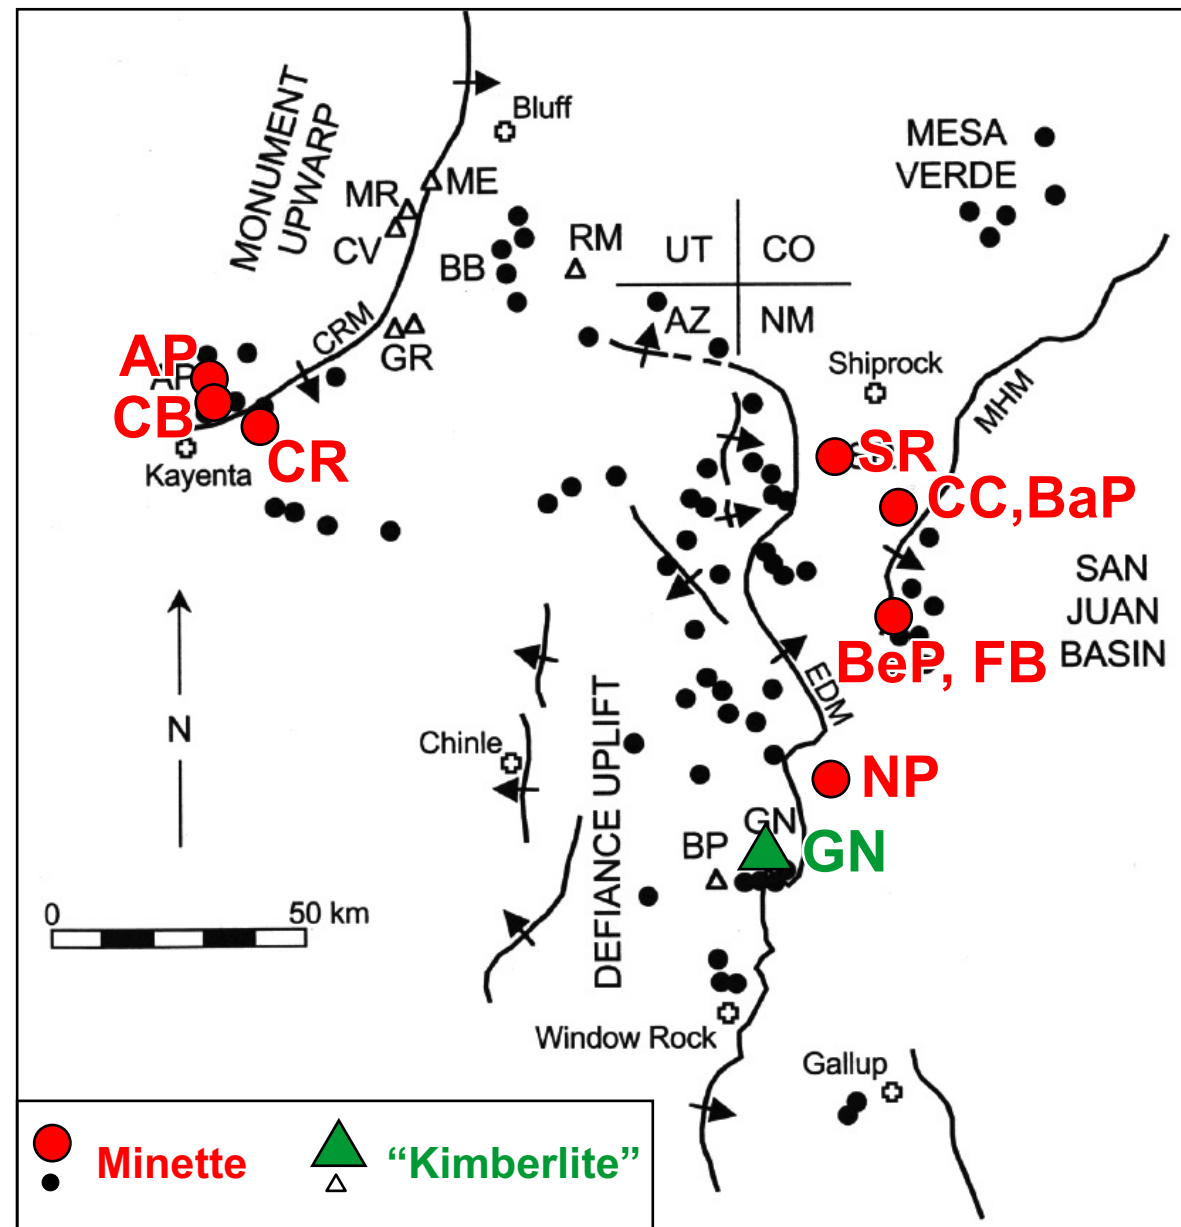 MONUMENT
UPWARP
Bluff
MESA
VERDE
MR
ME
CV
BB
RM
UT
CO
AZ
NM
CRM
GR
AP
AP
CB
CR
Kayenta
Shiprock
MHM
SR
CC,BaP
SAN
JUAN
BASIN
BeP, FB
EDM
N
Chinle
DEFIANCE UPLIFT
NP
GN
GN
BP
0
50 km
Window Rock
Gallup
Minette
“Kimberlite”